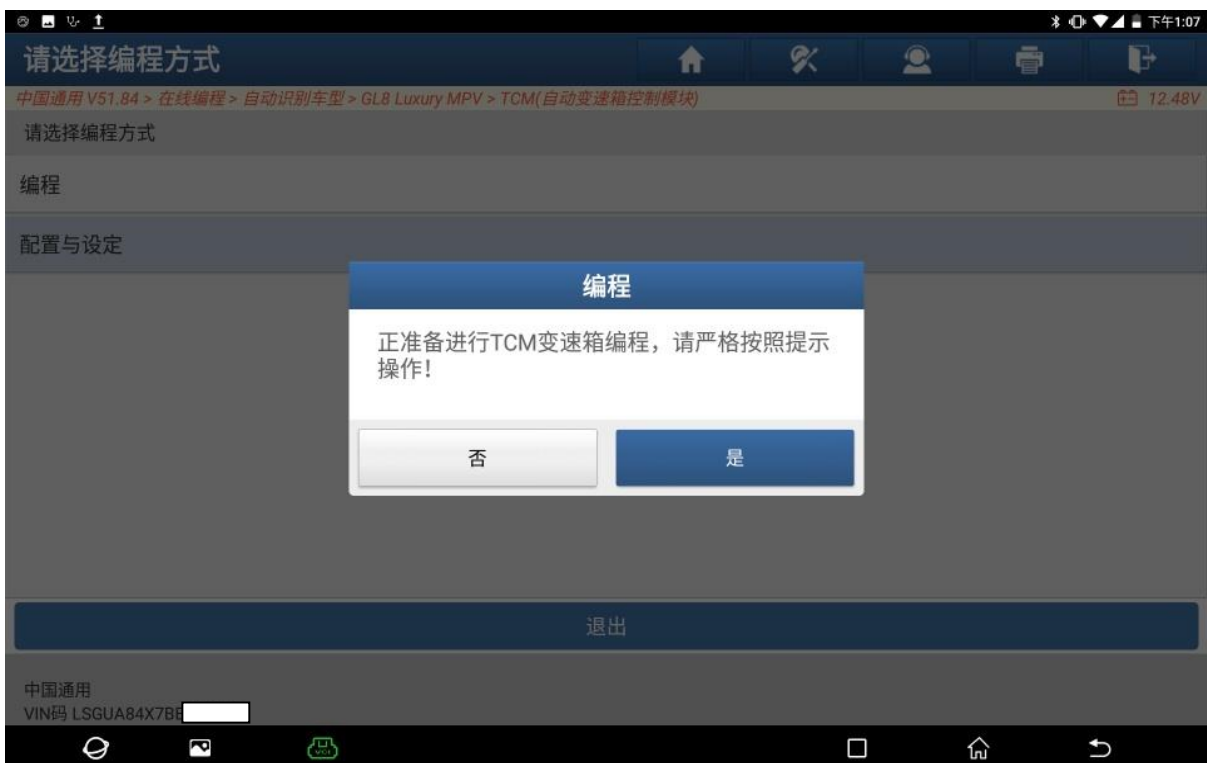 下午1:07
请选择编程方式
中国通用 V51.84 > 在线编程 > 自动识别车型 > GL8 Luxury MPV > TCM(自动变速箱控制模块)
12.48V
请选择编程方式
编程
配置与设定
编程
正准备进行TCM变速箱编程，请严格按照提示
操作！
否
是
退出
中国通用
VIN码 LSGUA84X7BE
VCI